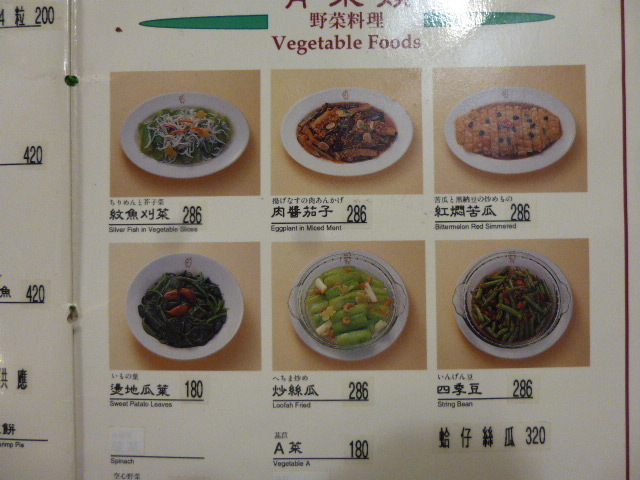 4 粒 200
野菜料理
Vegetable Foods
420
ちりめんと芥子菜
紋魚刈菜 286
Silver Fish in Vegetable Slices
揚げなすの肉あんかけ
肉醬茄子 286
Eggplant in Miced Ment
苦瓜と黒納豆の炒めもの
紅燜苦瓜 286
Bittermelon Red Simmered
魚 420
いもの葉
燙地瓜葉 180
Sweet Patato Leaves
へちま炒め
炒絲瓜 286
Loofah Fried
いんげん豆
四季豆 286
String Bean
供 應
餅
Shrimp Pie
Spinach
A菜 180
Vegetable A
蛤 仔 絲 瓜 320
空心野菜